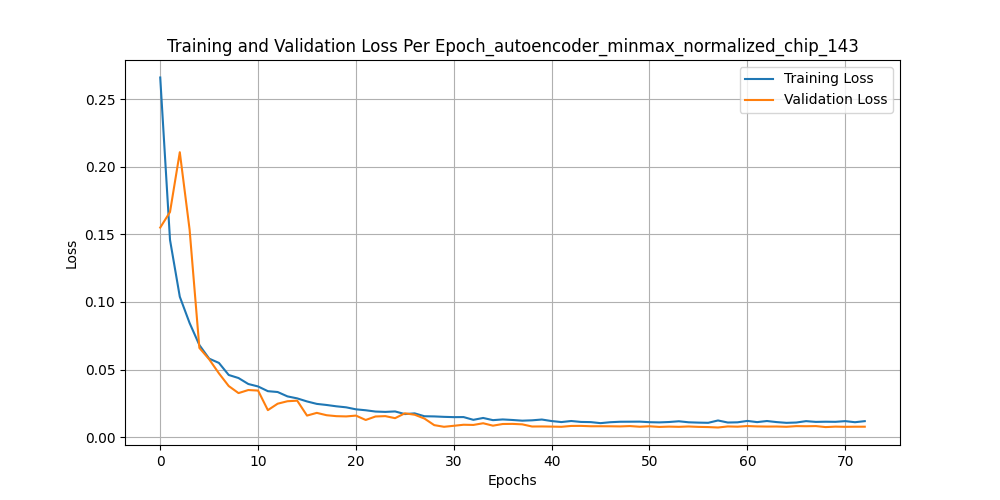 Training and Validation Loss Per Epoch_autoencoder_minmax_normalized_chip_143
Training Loss
Validation Loss
0.25
0.20
0.15
0.10
0.05
0.00
Loss
0 10 20 30 40 50 60 70
Epochs